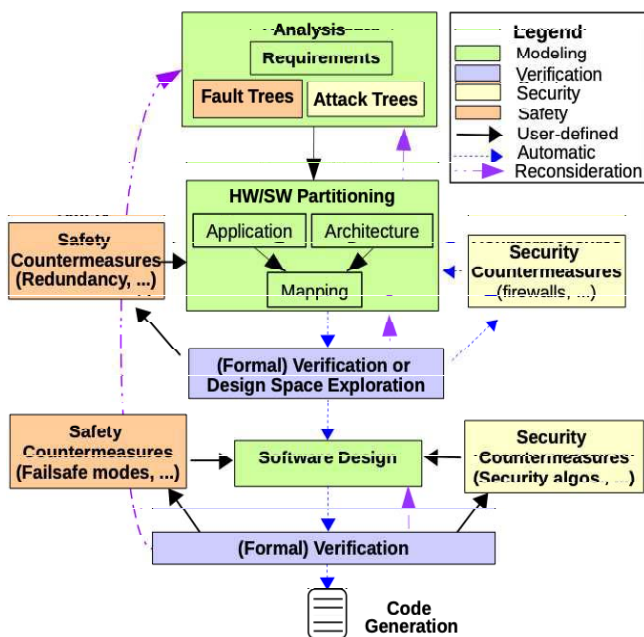 Analysis
Requirements
Fault Trees
Attack Trees
Legend
Modeling
Verification
Security
Safety
User-defined
Automatic
Reconsideration
HW/SW Partitioning
Application
Architecture
Mapping
Safety
Countermeasures
(Redundancy, ...)
Security
Countermeasures
(firewalls, ...)
(Formal) Verification or
Design Space Exploration
Safety
Countermeasures
(Failsafe modes, ...)
Software Design
Security
Countermeasures
(Security algos., ...)
(Formal) Verification
Code
Generation